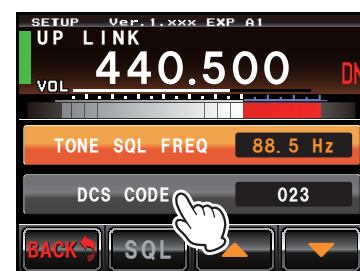 SETUP Ver.1.xxx EXP A1
UP LINK
VOL 440.500
TONE SQL FREQ 88.5 Hz
DCS CODE 023
BACK SQL